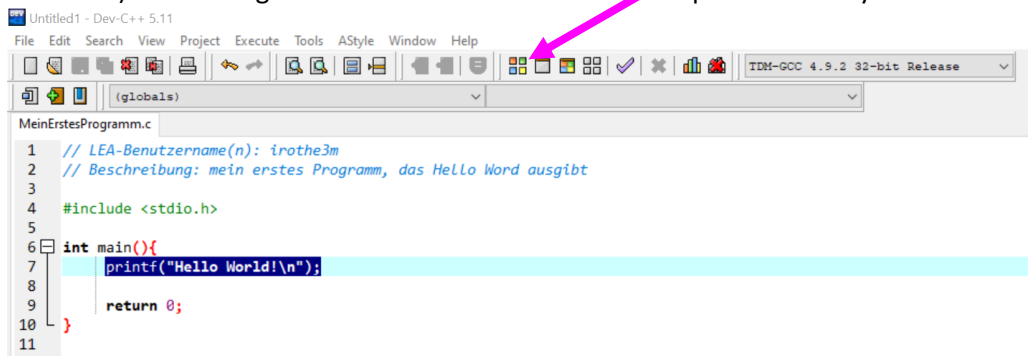 Untitled1 - Dev-C++ 5.11
File Edit Search View Project Execute Tools AStyle Window Help
TDM-GCC 4.9.2 32-bit Release
(globals)
MeinErstesProgramm.c
1 // LEA-Benutzername(n): irothe3m
2 // Beschreibung: mein erstes Programm, das Hello Word ausgibt
3
4 #include <stdio.h>
5
6 int main(){
7 printf("Hello World!\n");
8
9 return 0;
10 }
11